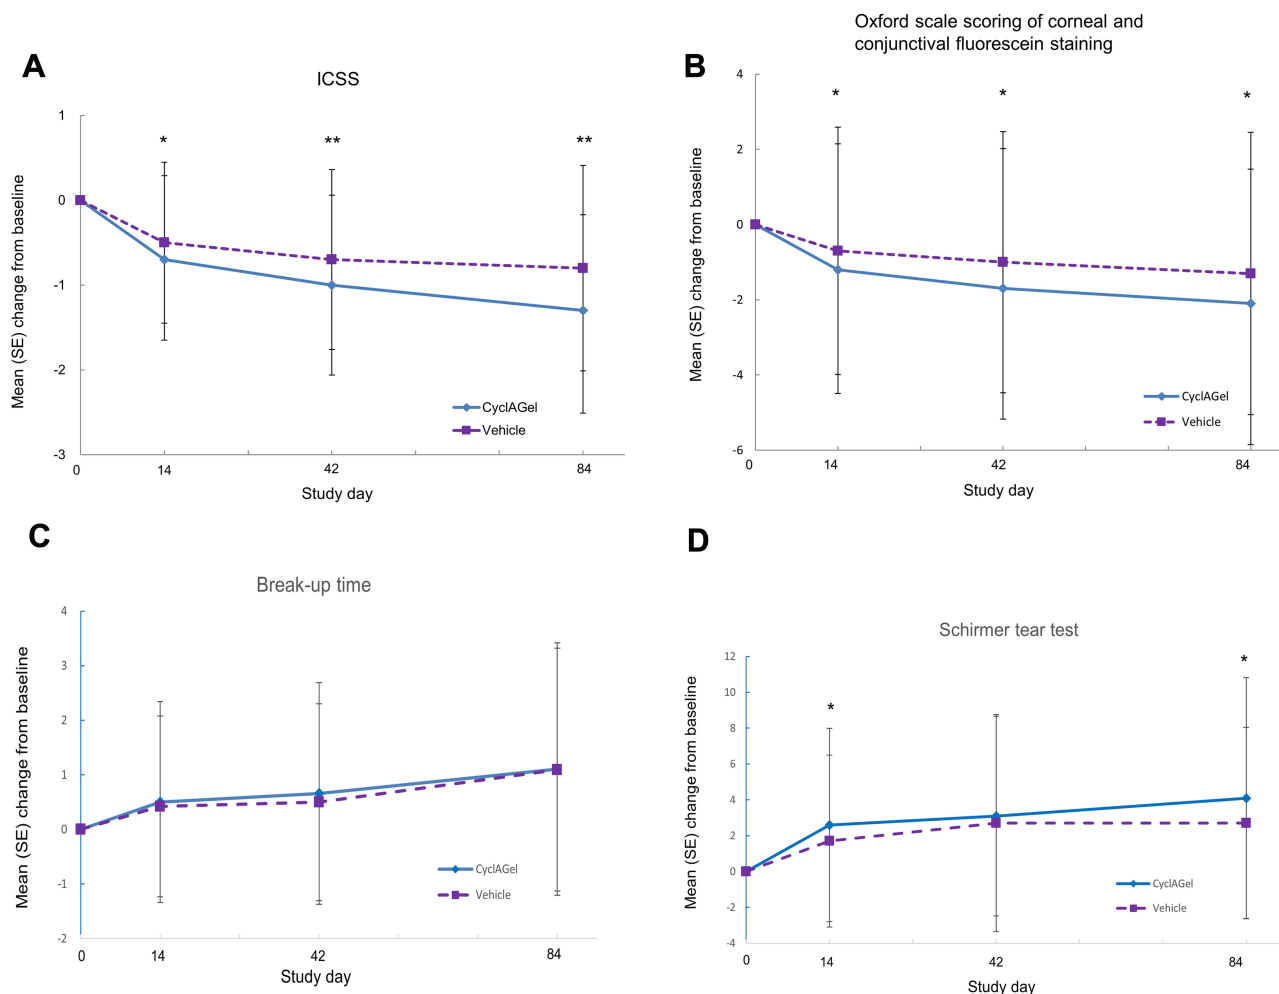 A
ICSS
Mean (SE) change from baseline
1
0
-1
-2
-3
*
**
**
CyclAGel
Vehicle
0
14
42
84
Study day
B
Oxford scale scoring of corneal and
conjunctival fluorescein staining
Mean (SE) change from baseline
4
2
0
-2
-4
-6
*
*
*
CyclAGel
Vehicle
0
14
42
84
Study day
C
Break-up time
Mean (SE) change from baseline
4
3
2
1
0
-1
-2
CyclAGel
Vehicle
0
14
42
84
Study day
D
Schirmer tear test
Mean (SE) change from baseline
12
10
8
6
4
2
0
-2
-4
*
*
CyclAGel
Vehicle
0
14
42
84
Study day